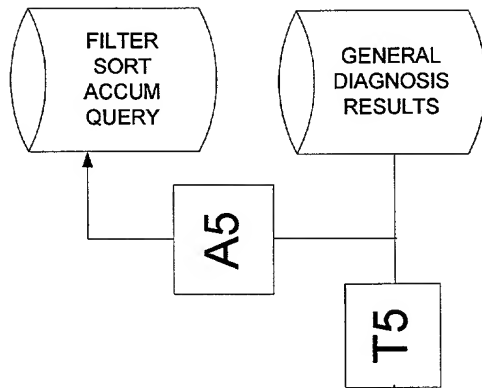 FILTER
SORT
ACCUM
QUERY
GENERAL
DIAGNOSIS
RESULTS
A5
T5